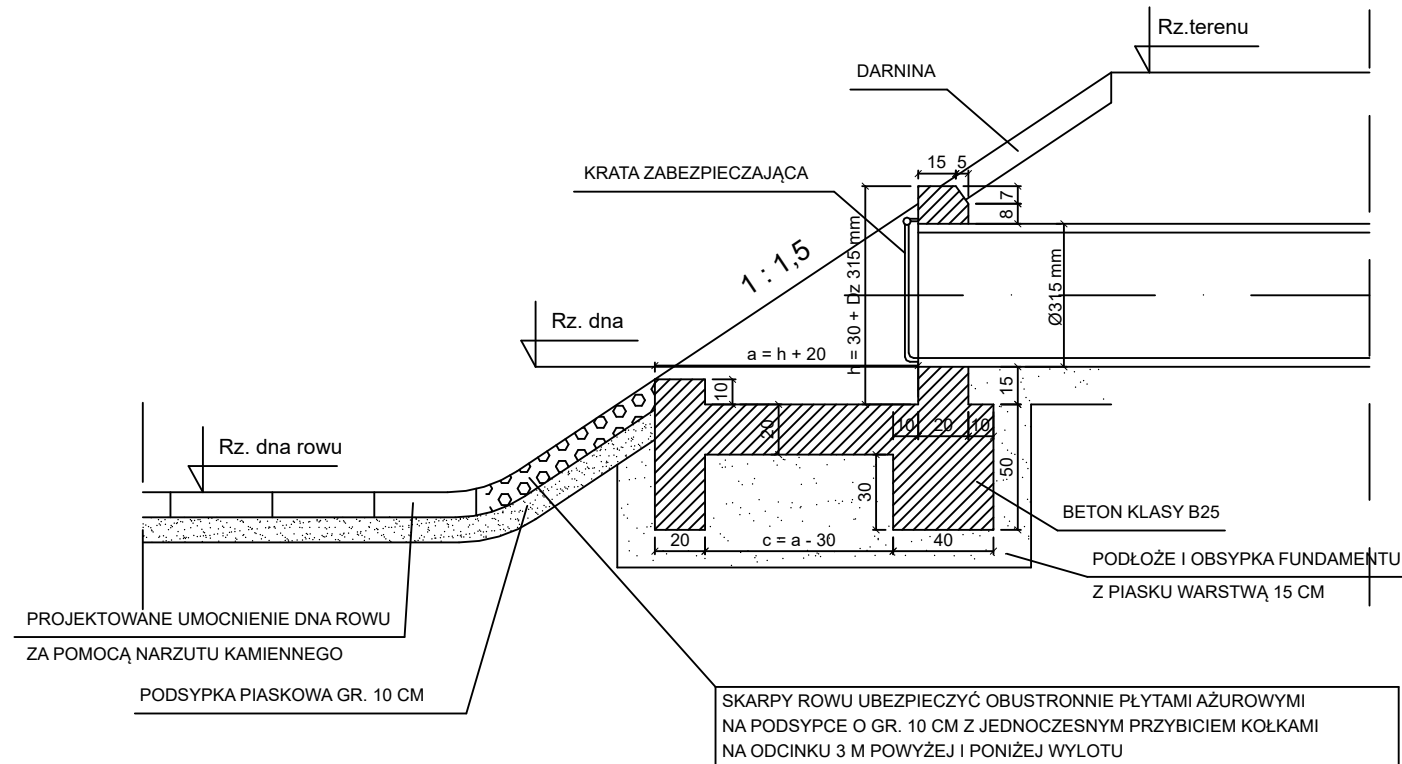 Rz.terenu
DARNINA
15 5
KRATA ZABEZPIECZAJĄCA
7
8
1 : 1,5
h = 30 + Dz 315 mm
Ø315 mm
Rz. dna
a = h + 20
10
15
Rz. dna rowu
20
10 20 10
30
50
BETON KLASY B25
20 c = a - 30 40
PODŁOŻE I OBSYPKA FUNDAMENTU
Z PIASKU WARSTWĄ 15 CM
PROJEKTOWANE UMOCNIENIE DNA ROWU
ZA POMOCĄ NARZUTU KAMIENNEGO
PODSYPKA PIASKOWA GR. 10 CM
SKARPY ROWU UBEZPIECZYĆ OBUSTRONNIE PŁYTAMI AŻUROWYMI
NA PODSYPCE O GR. 10 CM Z JEDNOCZESNYM PRZYBICIEM KOŁKAMI
NA ODCINKU 3 M POWYŻEJ I PONIŻEJ WYLOTU